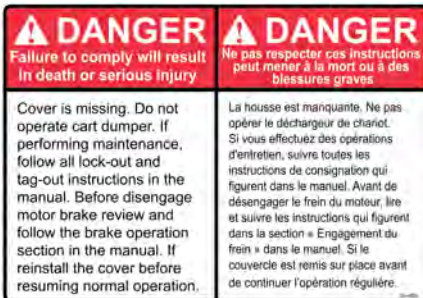 DANGER
Failure to comply will result
in death or serious injury
Cover is missing. Do not
operate cart dumper. If
performing maintenance,
follow all lock-out and
tag-out instructions in the
manual. Before disengage
motor brake review and
follow the brake operation
section in the manual. If
reinstall the cover before
resuming normal operation.
DANGER
Ne pas respecter ces instructions
peut mener à la mort ou à des
blessures graves
La housse est manquante. Ne pas
opérer le déchargeur de chariot.
Si vous effectuez des opérations
d'entretien, suivre toutes les
instructions de consignation qui
figurent dans le manuel. Avant de
désengager le frein du moteur, lire
et suivre les instructions qui figurent
dans la section « Engagement du
frein » dans le manuel. Si le
couvercle est remis sur place avant
de continuer l'opération régulière.